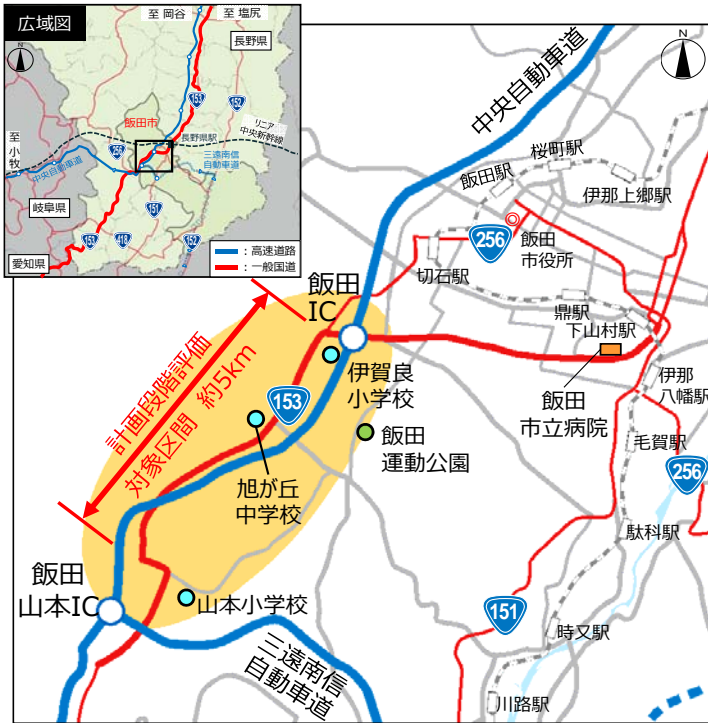 広域図
N
至 岡谷
至 塩尻
長野県
153
152
飯田市
リニア
中央新幹線
長野県駅
256
至 小牧
中央自動車道
三遠南信
自動車道
岐阜県
151
153
418
152
愛知県
:高速道路
:一般国道
N
中央自動車道
桜町駅
飯田駅
伊那上郷駅
256
飯田
市役所
切石駅
飯田
IC
鼎駅
下山村駅
計画段階評価
対象区間 約5km
伊賀良
小学校
153
飯田
市立病院
伊那
八幡駅
飯田
運動公園
毛賀駅
旭が丘
中学校
256
駄科駅
飯田
山本IC
山本小学校
151
時又駅
三遠南信
自動車道
川路駅